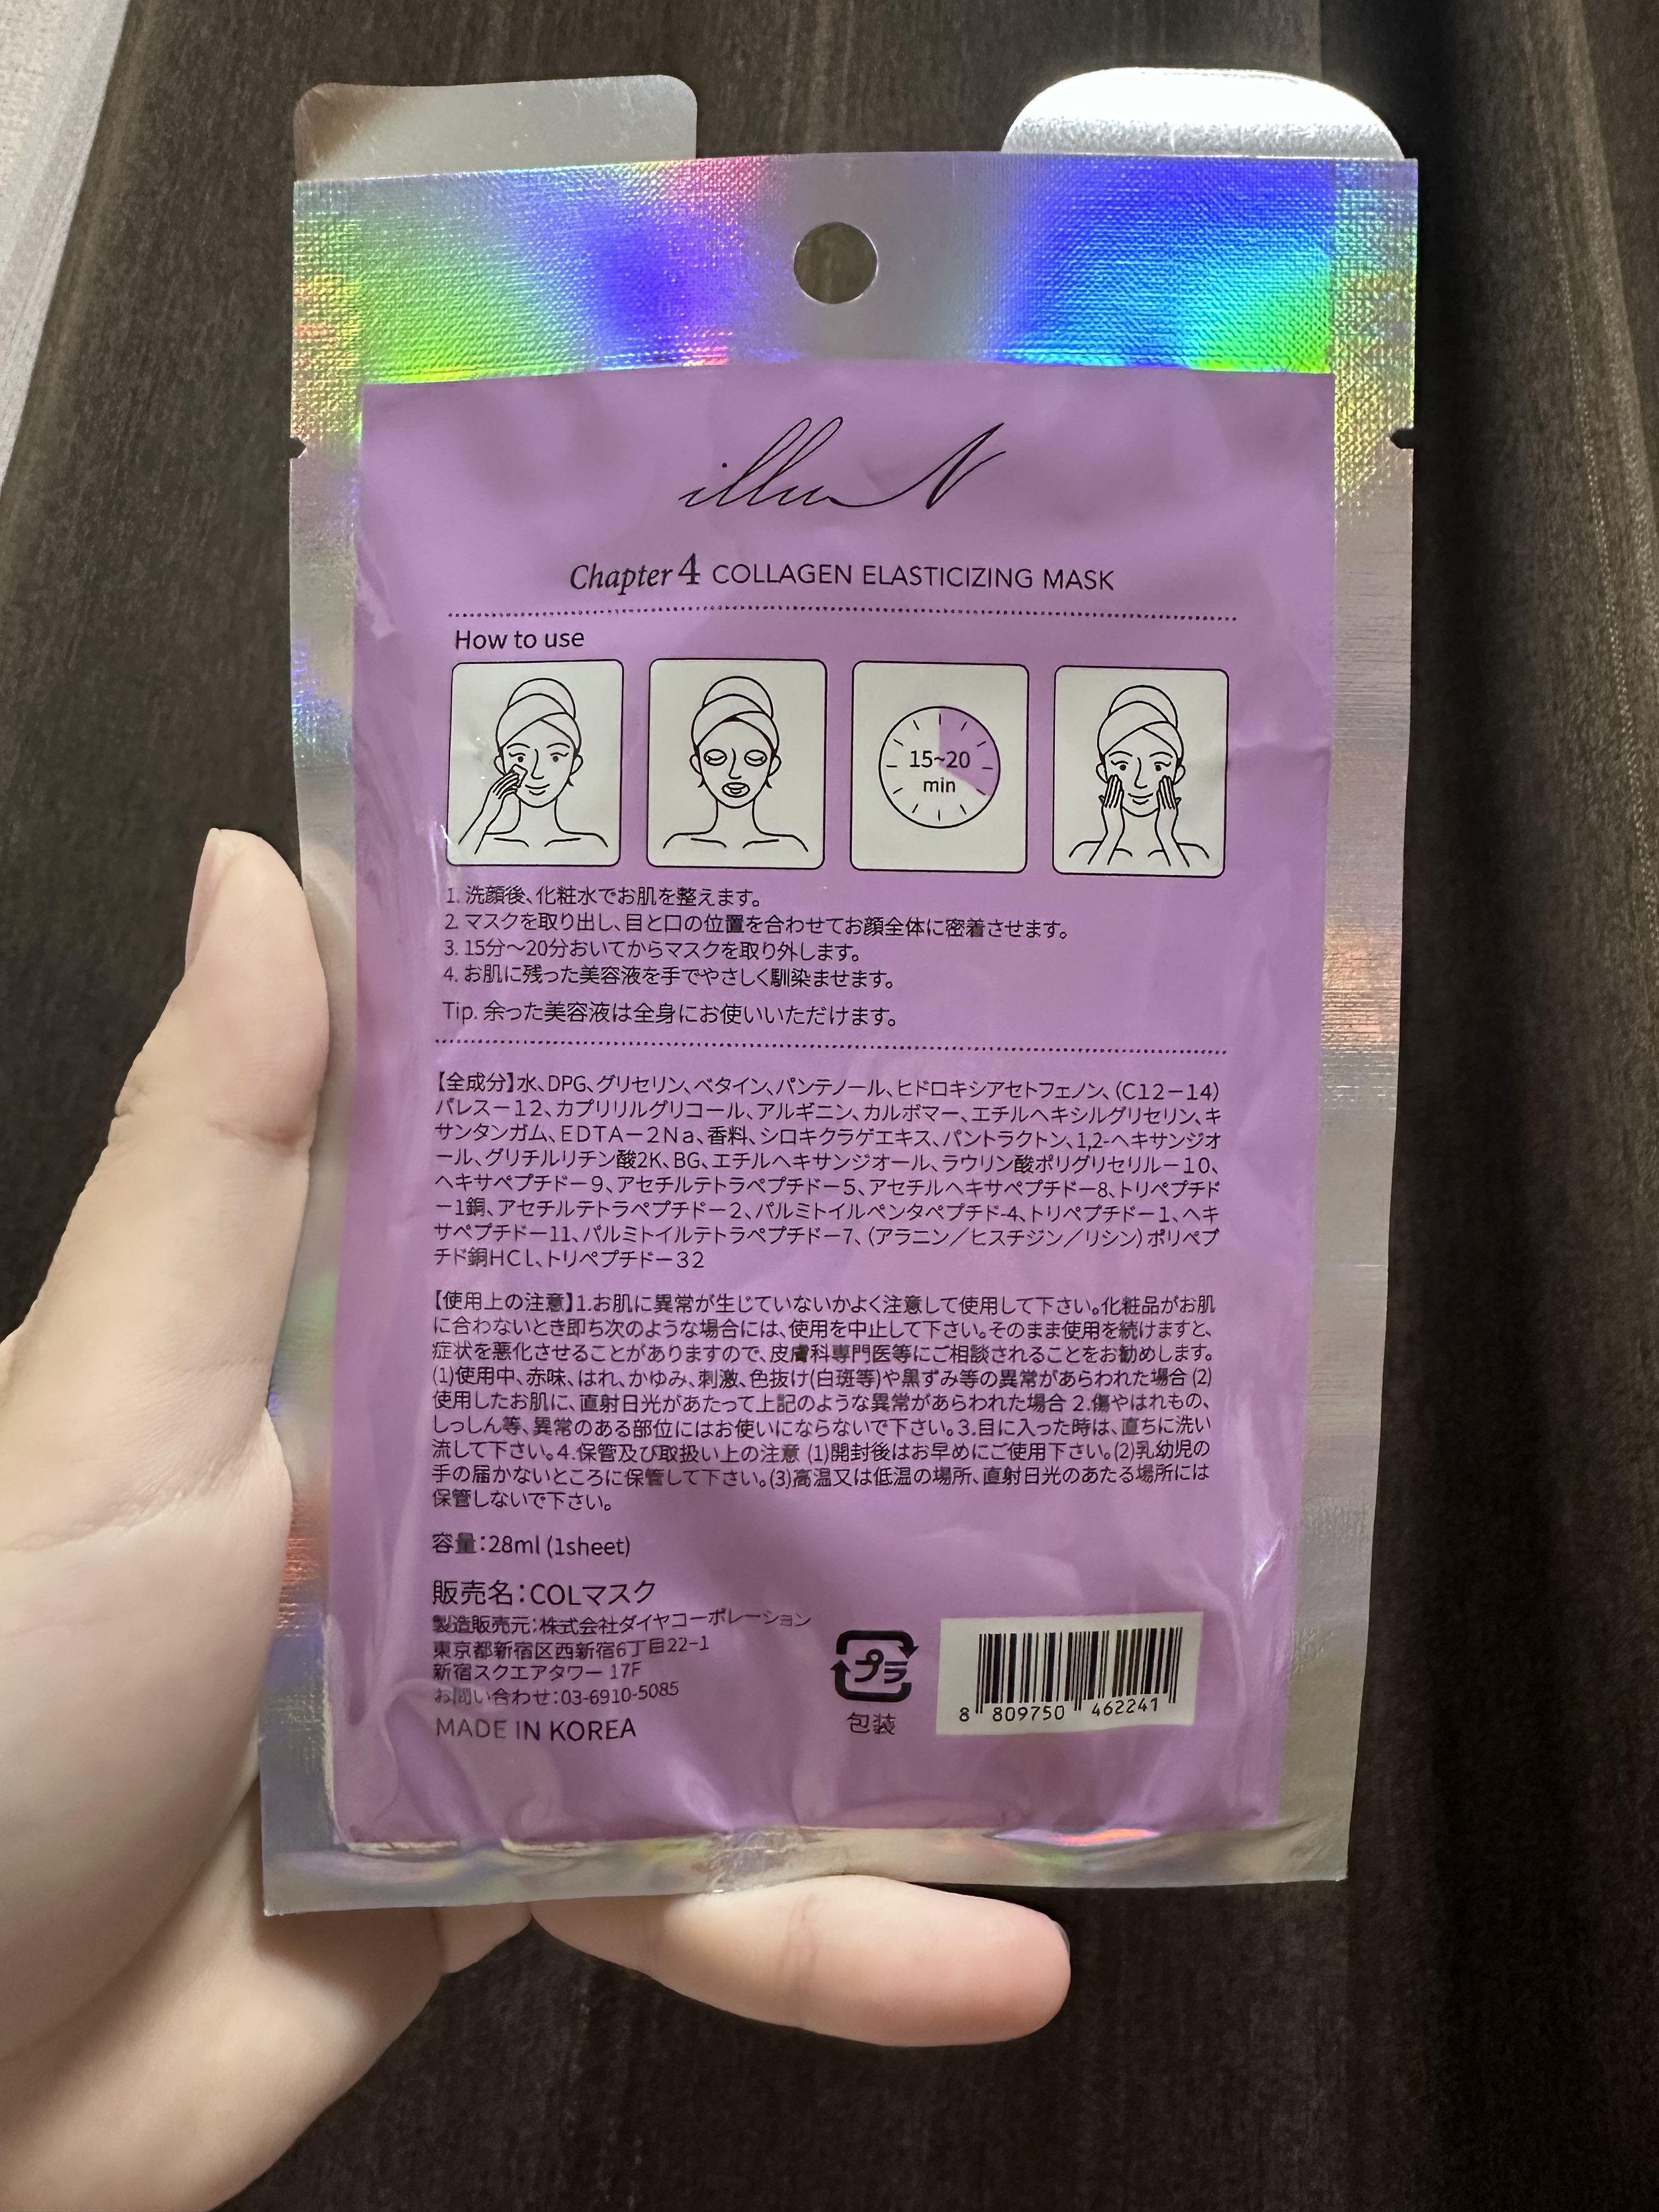 illuN
Chapter 4 COLLAGEN ELASTICIZING MASK
How to use
15~20
min
1. 洗顔後、化粧水でお肌を整えます。
2. マスクを取り出し、目と口の位置を合わせてお顔全体に密着させます。
3. 15分～20分おいてからマスクを取り外します。
4. お肌に残った美容液を手でやさしく馴染ませます。
Tip. 余った美容液は全身にお使いいただけます。
【全成分】水、DPG、グリセリン、ベタイン、パンテノール、ヒドロキシアセトフェノン、(C12－14)
パレス－12、カプリリルグリコール、アルギニン、カルボマー、エチルヘキシルグリセリン、キ
サンタンガム、EDTA－2Na、香料、シロキクラゲエキス、パントラクトン、1,2-ヘキサンジオ
ール、グリチルリチン酸2K、BG、エチルヘキサンジオール、ラウリン酸ポリグリセリル－10、
ヘキサペプチド－9、アセチルテトラペプチド－5、アセチルヘキサペプチド－8、トリペプチド
－1銅、アセチルテトラペプチド－2、パルミトイルペンタペプチド-4、トリペプチド－1、ヘキ
サペプチド－11、パルミトイルテトラペプチド－7、(アラニン／ヒスチジン／リシン)ポリペプ
チド銅HCl、トリペプチド－32
【使用上の注意】1.お肌に異常が生じていないかよく注意して使用して下さい。化粧品がお肌
に合わないとき即ち次のような場合には、使用を中止して下さい。そのまま使用を続けますと、
症状を悪化させることがありますので、皮膚科専門医等にご相談されることをお勧めします。
(1)使用中、赤味、はれ、かゆみ、刺激、色抜け(白斑等)や黒ずみ等の異常があらわれた場合 (2)
使用したお肌に、直射日光があたって上記のような異常があらわれた場合 2.傷やはれもの、
しっしん等、異常のある部位にはお使いにならないで下さい。3.目に入った時は、直ちに洗い
流して下さい。4.保管及び取扱い上の注意 (1)開封後はお早めにご使用下さい。(2)乳幼児の
手の届かないところに保管して下さい。(3)高温又は低温の場所、直射日光のあたる場所には
保管しないで下さい。
容量：28ml (1sheet)
販売名：COLマスク
製造販売元：株式会社ダイヤコーポレーション
東京都新宿区西新宿6丁目22-1
新宿スクエアタワー 17F
お問い合わせ：03-6910-5085
MADE IN KOREA
プラ
包装
8 809750 462241